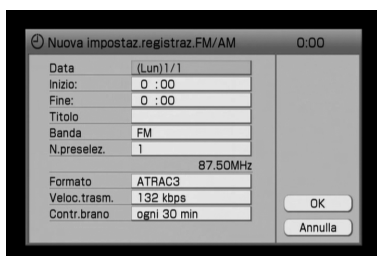 Nuova impostaz.registraz.FM/AM 0:00
Data (Lun)1/1
Inizio: 0 :00
Fine: 0 :00
Titolo
Banda FM
N.preselez. 1
87.50MHz
Formato ATRAC3
Veloc.trasm. 132 kbps
Contr.brano ogni 30 min
OK
Annulla